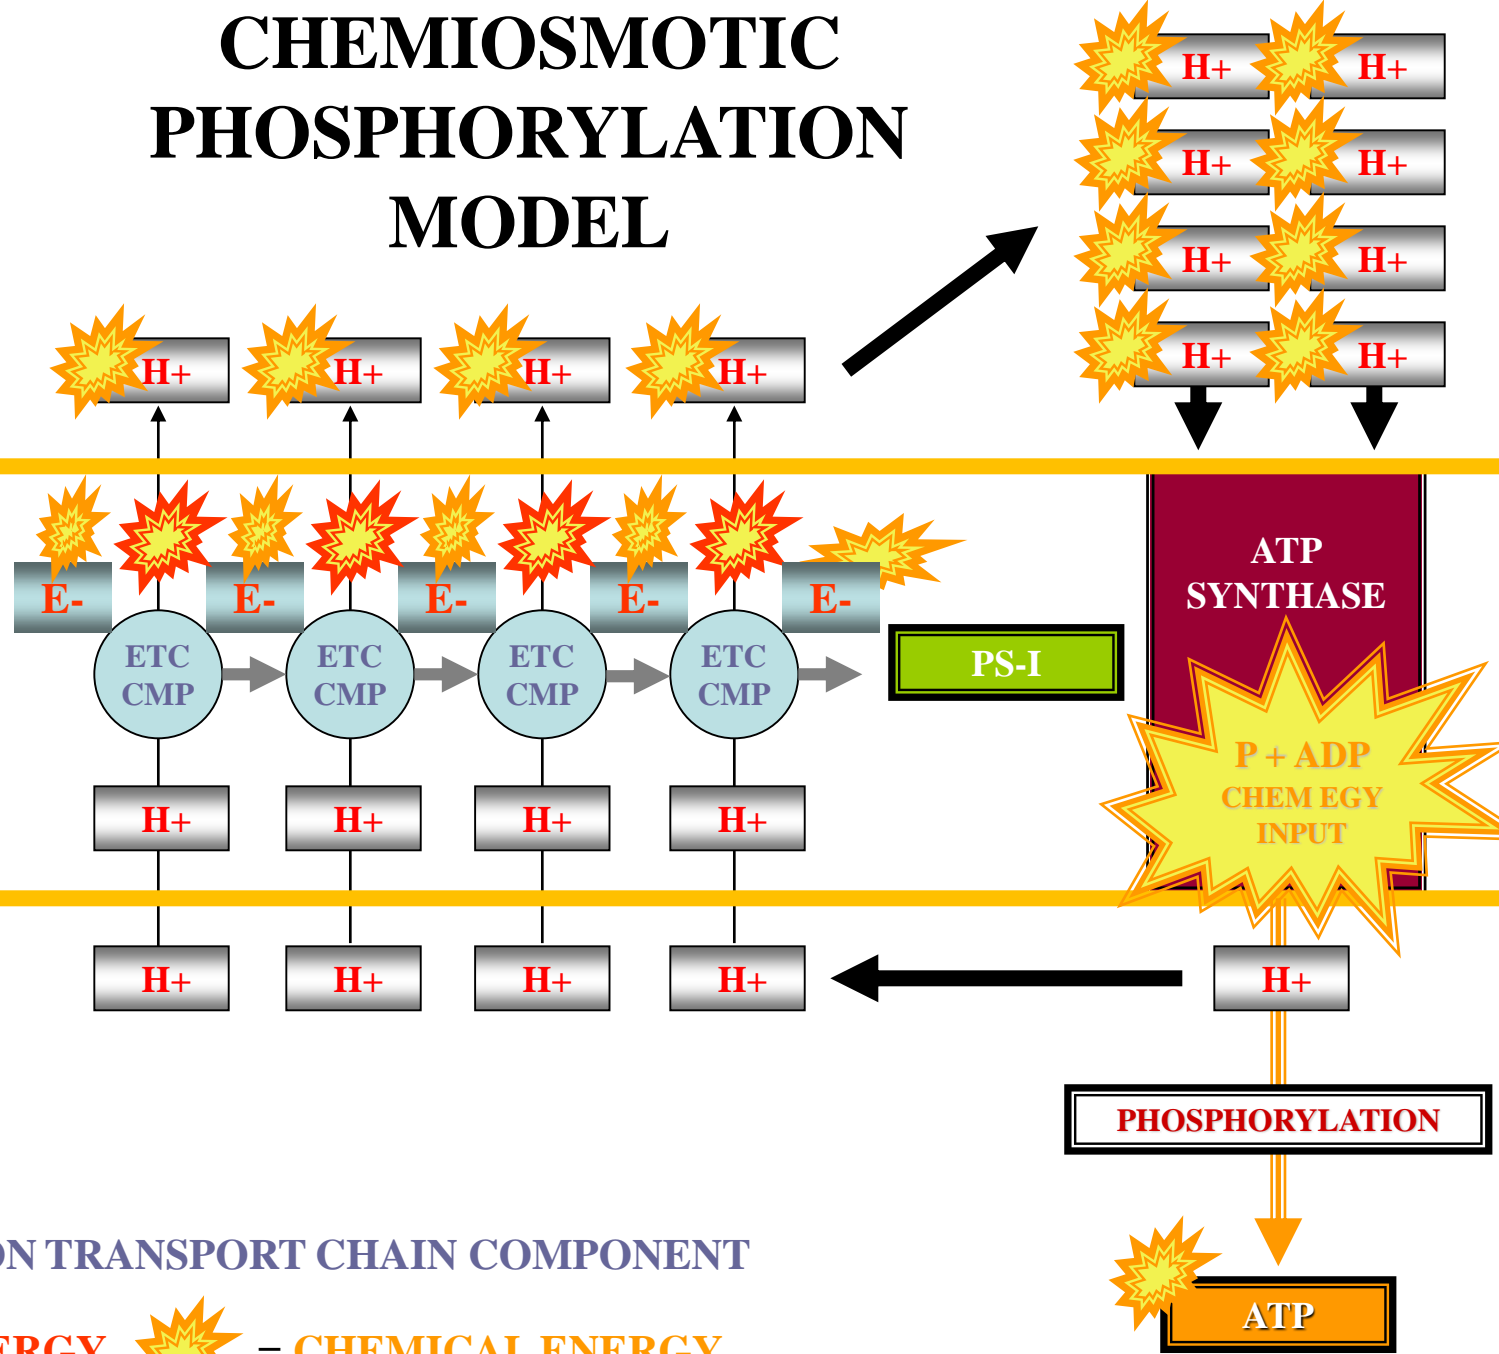 CHEMIOSMOTIC
PHOSPHORYLATION
MODEL
H+ H+
H+ H+
H+ H+
H+ H+
H+ H+ H+ H+
E- E- E- E- E-
ATP
SYNTHASE
ETC
CMP
ETC
CMP
ETC
CMP
ETC
CMP
PS-I
P + ADP
CHEM EGY
INPUT
H+ H+ H+ H+
H+ H+ H+ H+ H+
PHOSPHORYLATION
TRANSPORT CHAIN COMPONENT
ATP
= CHEMICAL ENERGY